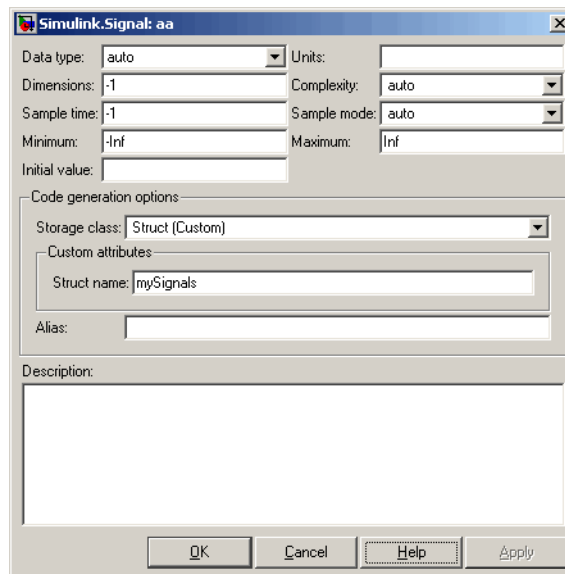 Simulink.Signal: aa
Data type: auto Units:
Dimensions: -1 Complexity: auto
Sample time: -1 Sample mode: auto
Minimum: -Inf Maximum: Inf
Initial value:
Code generation options
Storage class: Struct (Custom)
Custom attributes
Struct name: mySignals
Alias:
Description:
OK Cancel Help Apply